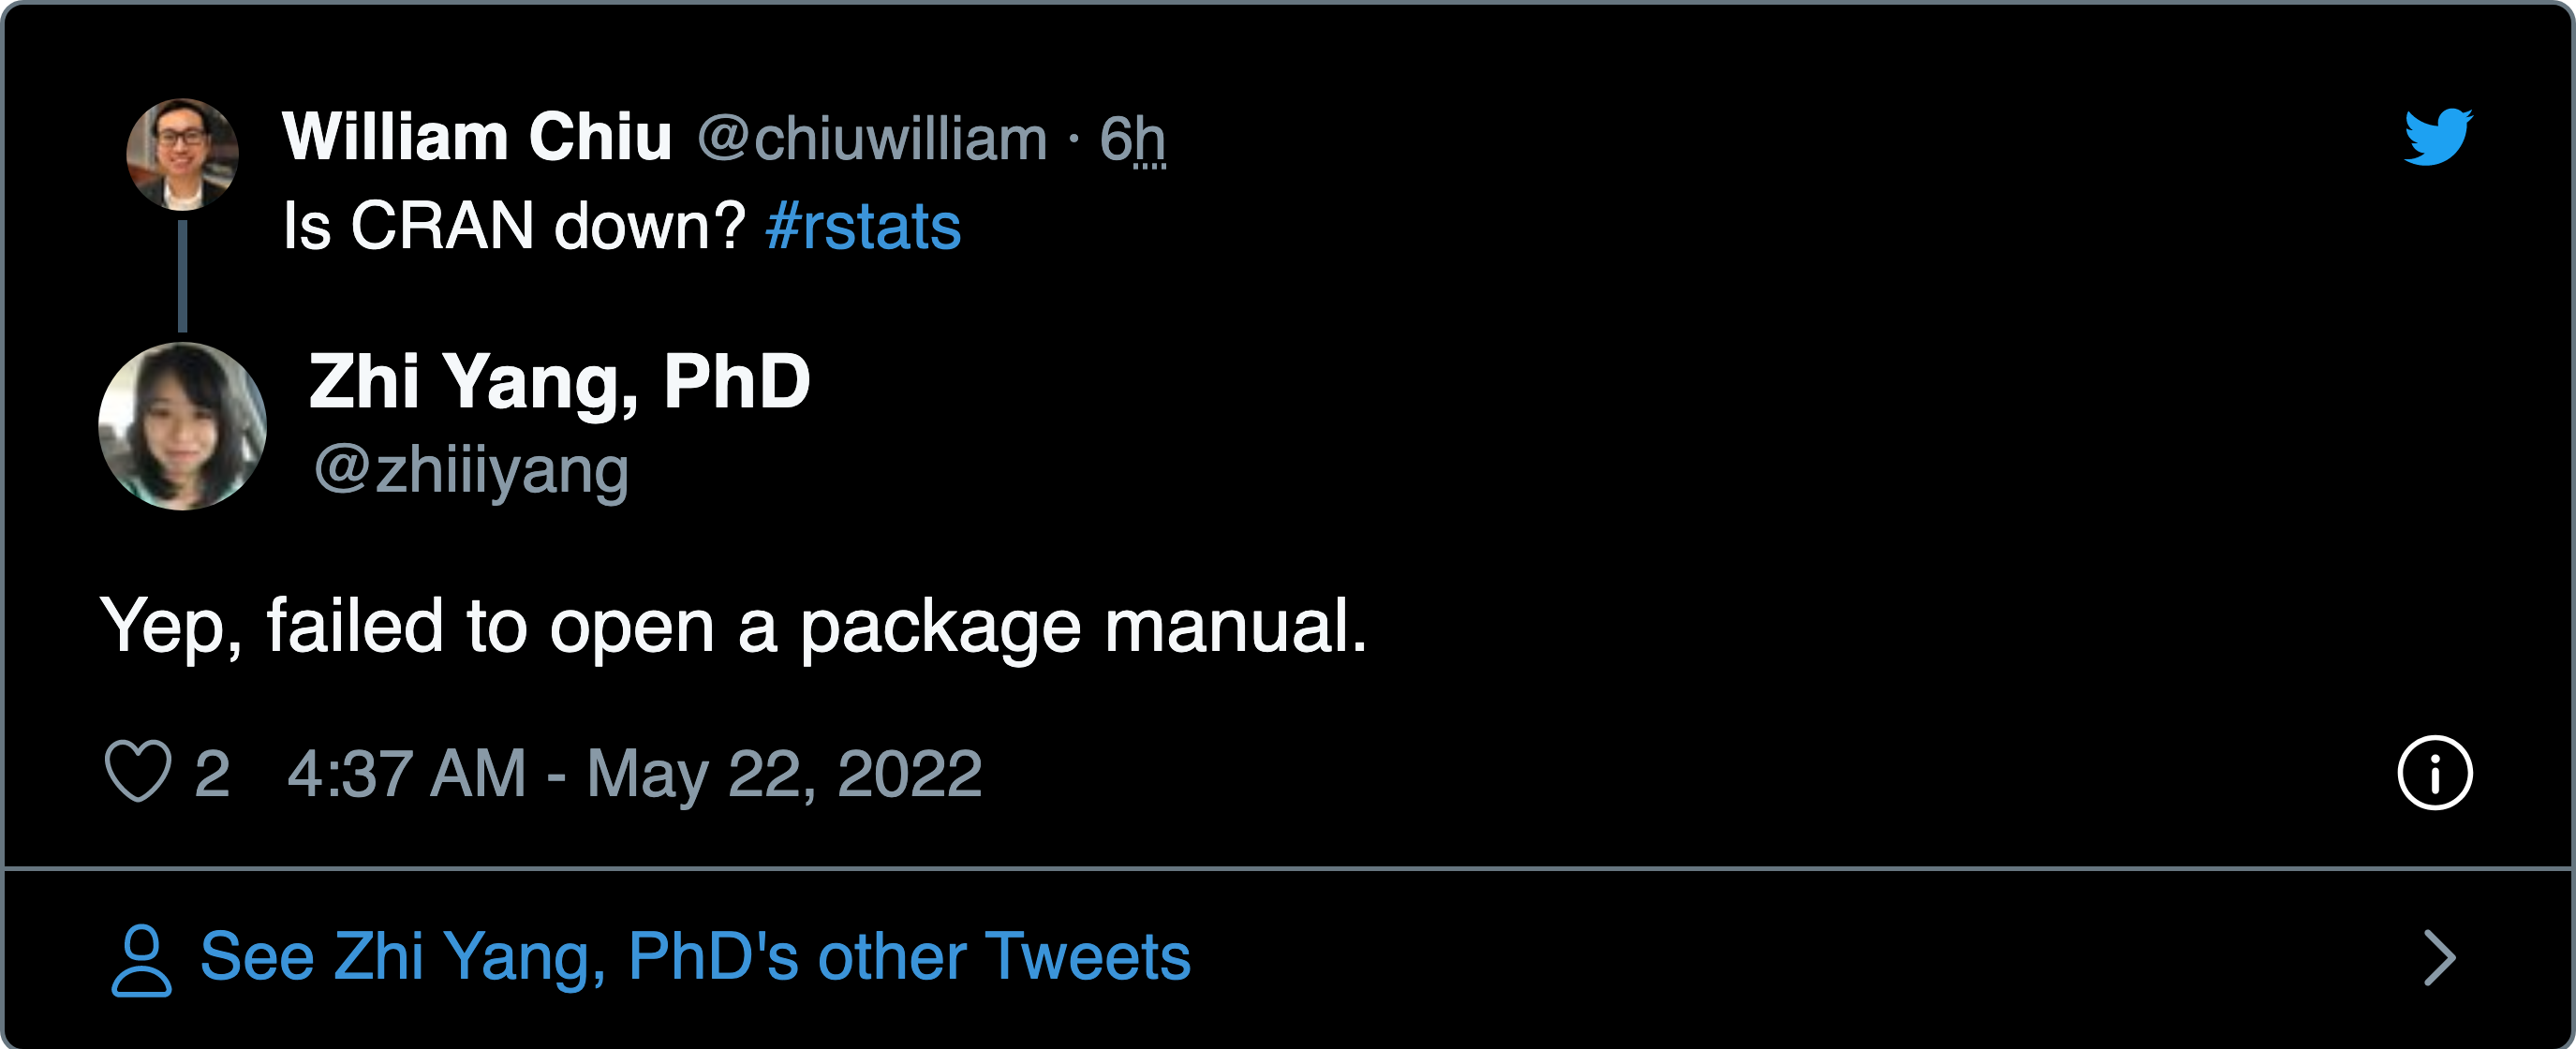 William Chiu @chiuwilliam · 6h
Is CRAN down? #rstats
Zhi Yang, PhD
@zhiiiyang
Yep, failed to open a package manual.
2 4:37 AM - May 22, 2022
See Zhi Yang, PhD's other Tweets